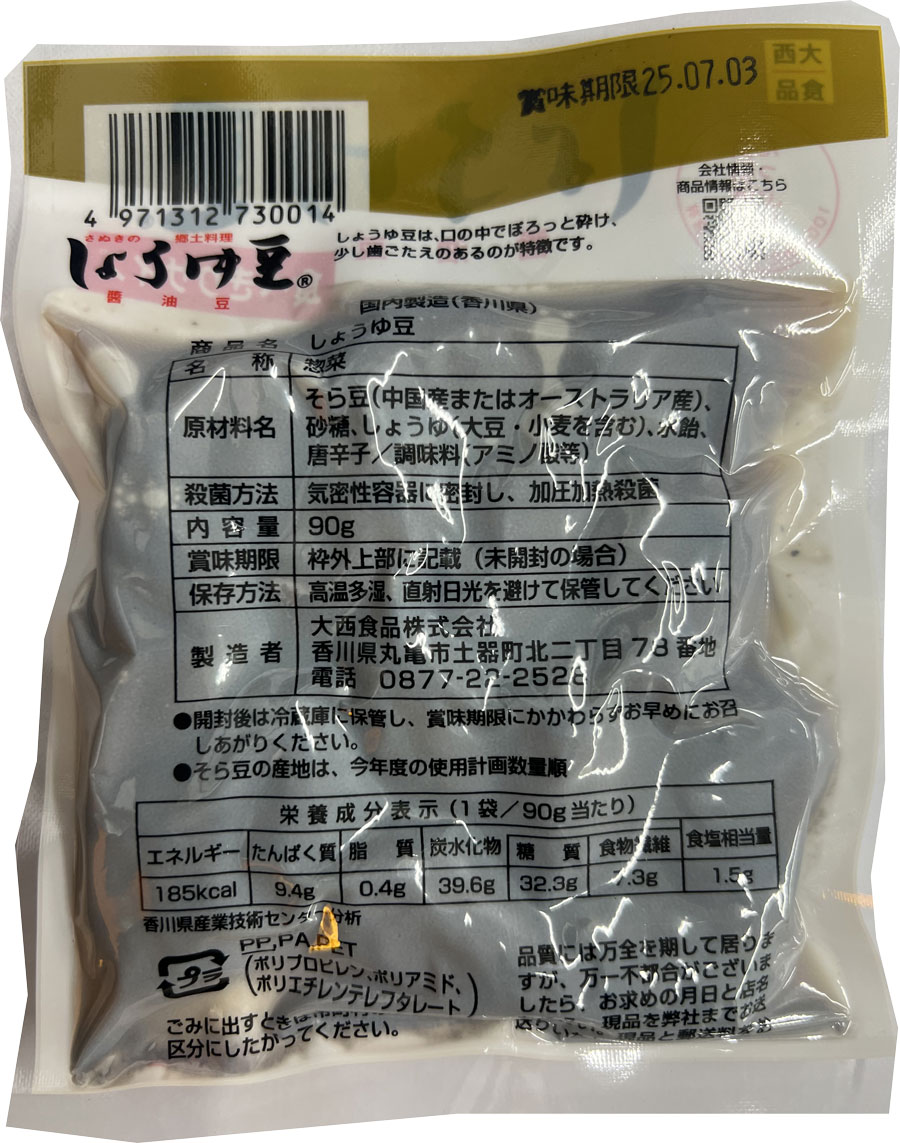 大西
食品
賞味期限25.07.03
会社情報・
商品情報はこちら
4 971312 730014
さぬきの 郷土料理
しょうゆ豆®
醬油豆
しょうゆ豆は、口の中でぽろっと砕け、
少し歯ごたえのあるのが特徴です。
国内製造(香川県)
商品名 しょうゆ豆
名称 惣菜
原材料名 そら豆(中国産またはオーストラリア産)、
砂糖、しょうゆ(大豆・小麦を含む)、水飴、
唐辛子/調味料(アミノ酸等)
殺菌方法 気密性容器に密封し、加圧加熱殺菌
内容量 90g
賞味期限 枠外上部に記載(未開封の場合)
保存方法 高温多湿、直射日光を避けて保管してください
製造者 大西食品株式会社
香川県丸亀市土器町北二丁目78番地
電話 0877-22-2528
●開封後は冷蔵庫に保管し、賞味期限にかかわらずお早めにお召
しあがりください。
●そら豆の産地は、今年度の使用計画数量順
栄養成分表示(1袋/90g当たり)
エネルギー たんぱく質 脂質 炭水化物 糖質 食物繊維 食塩相当量
185kcal 9.4g 0.4g 39.6g 32.3g 7.3g 1.5g
香川県産業技術センター分析
プラ
PP,PA,PET
(ポリプロピレン、ポリアミド、
ポリエチレンテレフタレート)
ごみに出すときは市町村
区分にしたがってください。
品質には万全を期して居りま
すが、万一不都合がございま
したら、お求めの月日と店名
現品を弊社までお送
品と郵送料をお